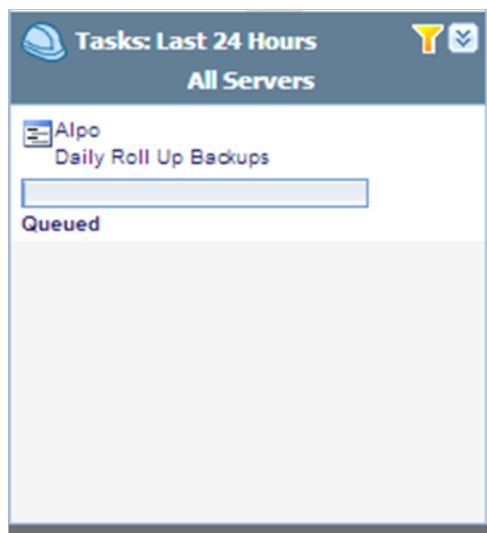 Tasks: Last 24 Hours
All Servers
Alpo
Daily Roll Up Backups
Queued